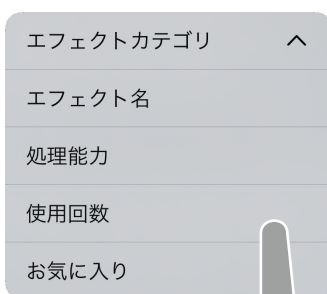 エフェクトカテゴリ
エフェクト名
処理能力
使用回数
お気に入り